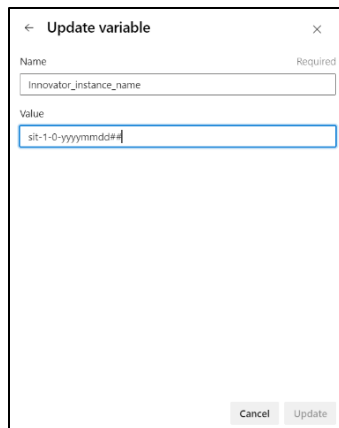 ← Update variable ×
Name Required
Innovator_instance_name
Value
sit-1-0-yyyymmdd##
Cancel Update